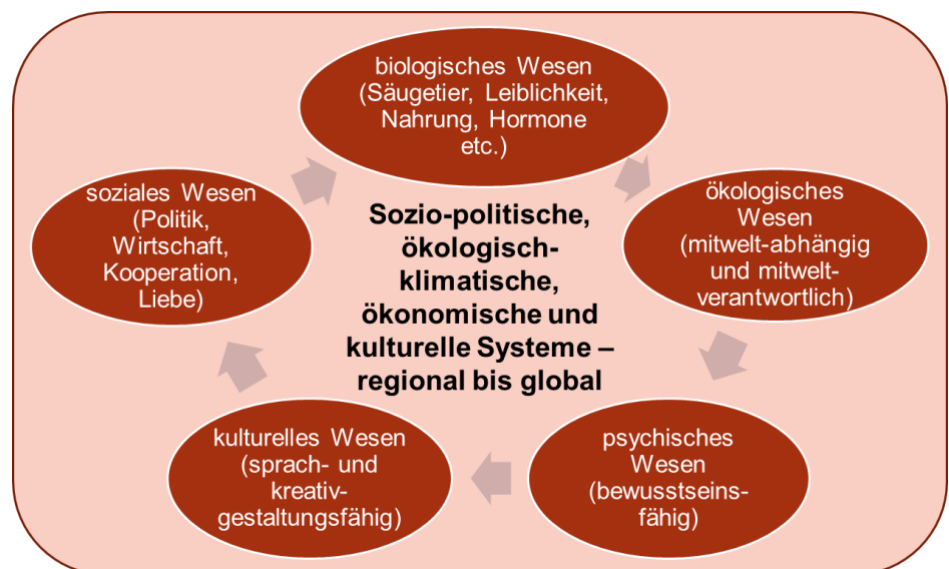 biologisches Wesen
(Säugetier, Leiblichkeit,
Nahrung, Hormone
etc.)
ökologisches
Wesen
(mitwelt-abhängig
und mitwelt-
verantwortlich)
psychisches
Wesen
(bewusstseins-
fähig)
kulturelles Wesen
(sprach- und
kreativ-
gestaltungsfähig)
soziales Wesen
(Politik,
Wirtschaft,
Kooperation,
Liebe)
Sozio-politische,
ökologisch-
klimatische,
ökonomische und
kulturelle Systeme –
regional bis global